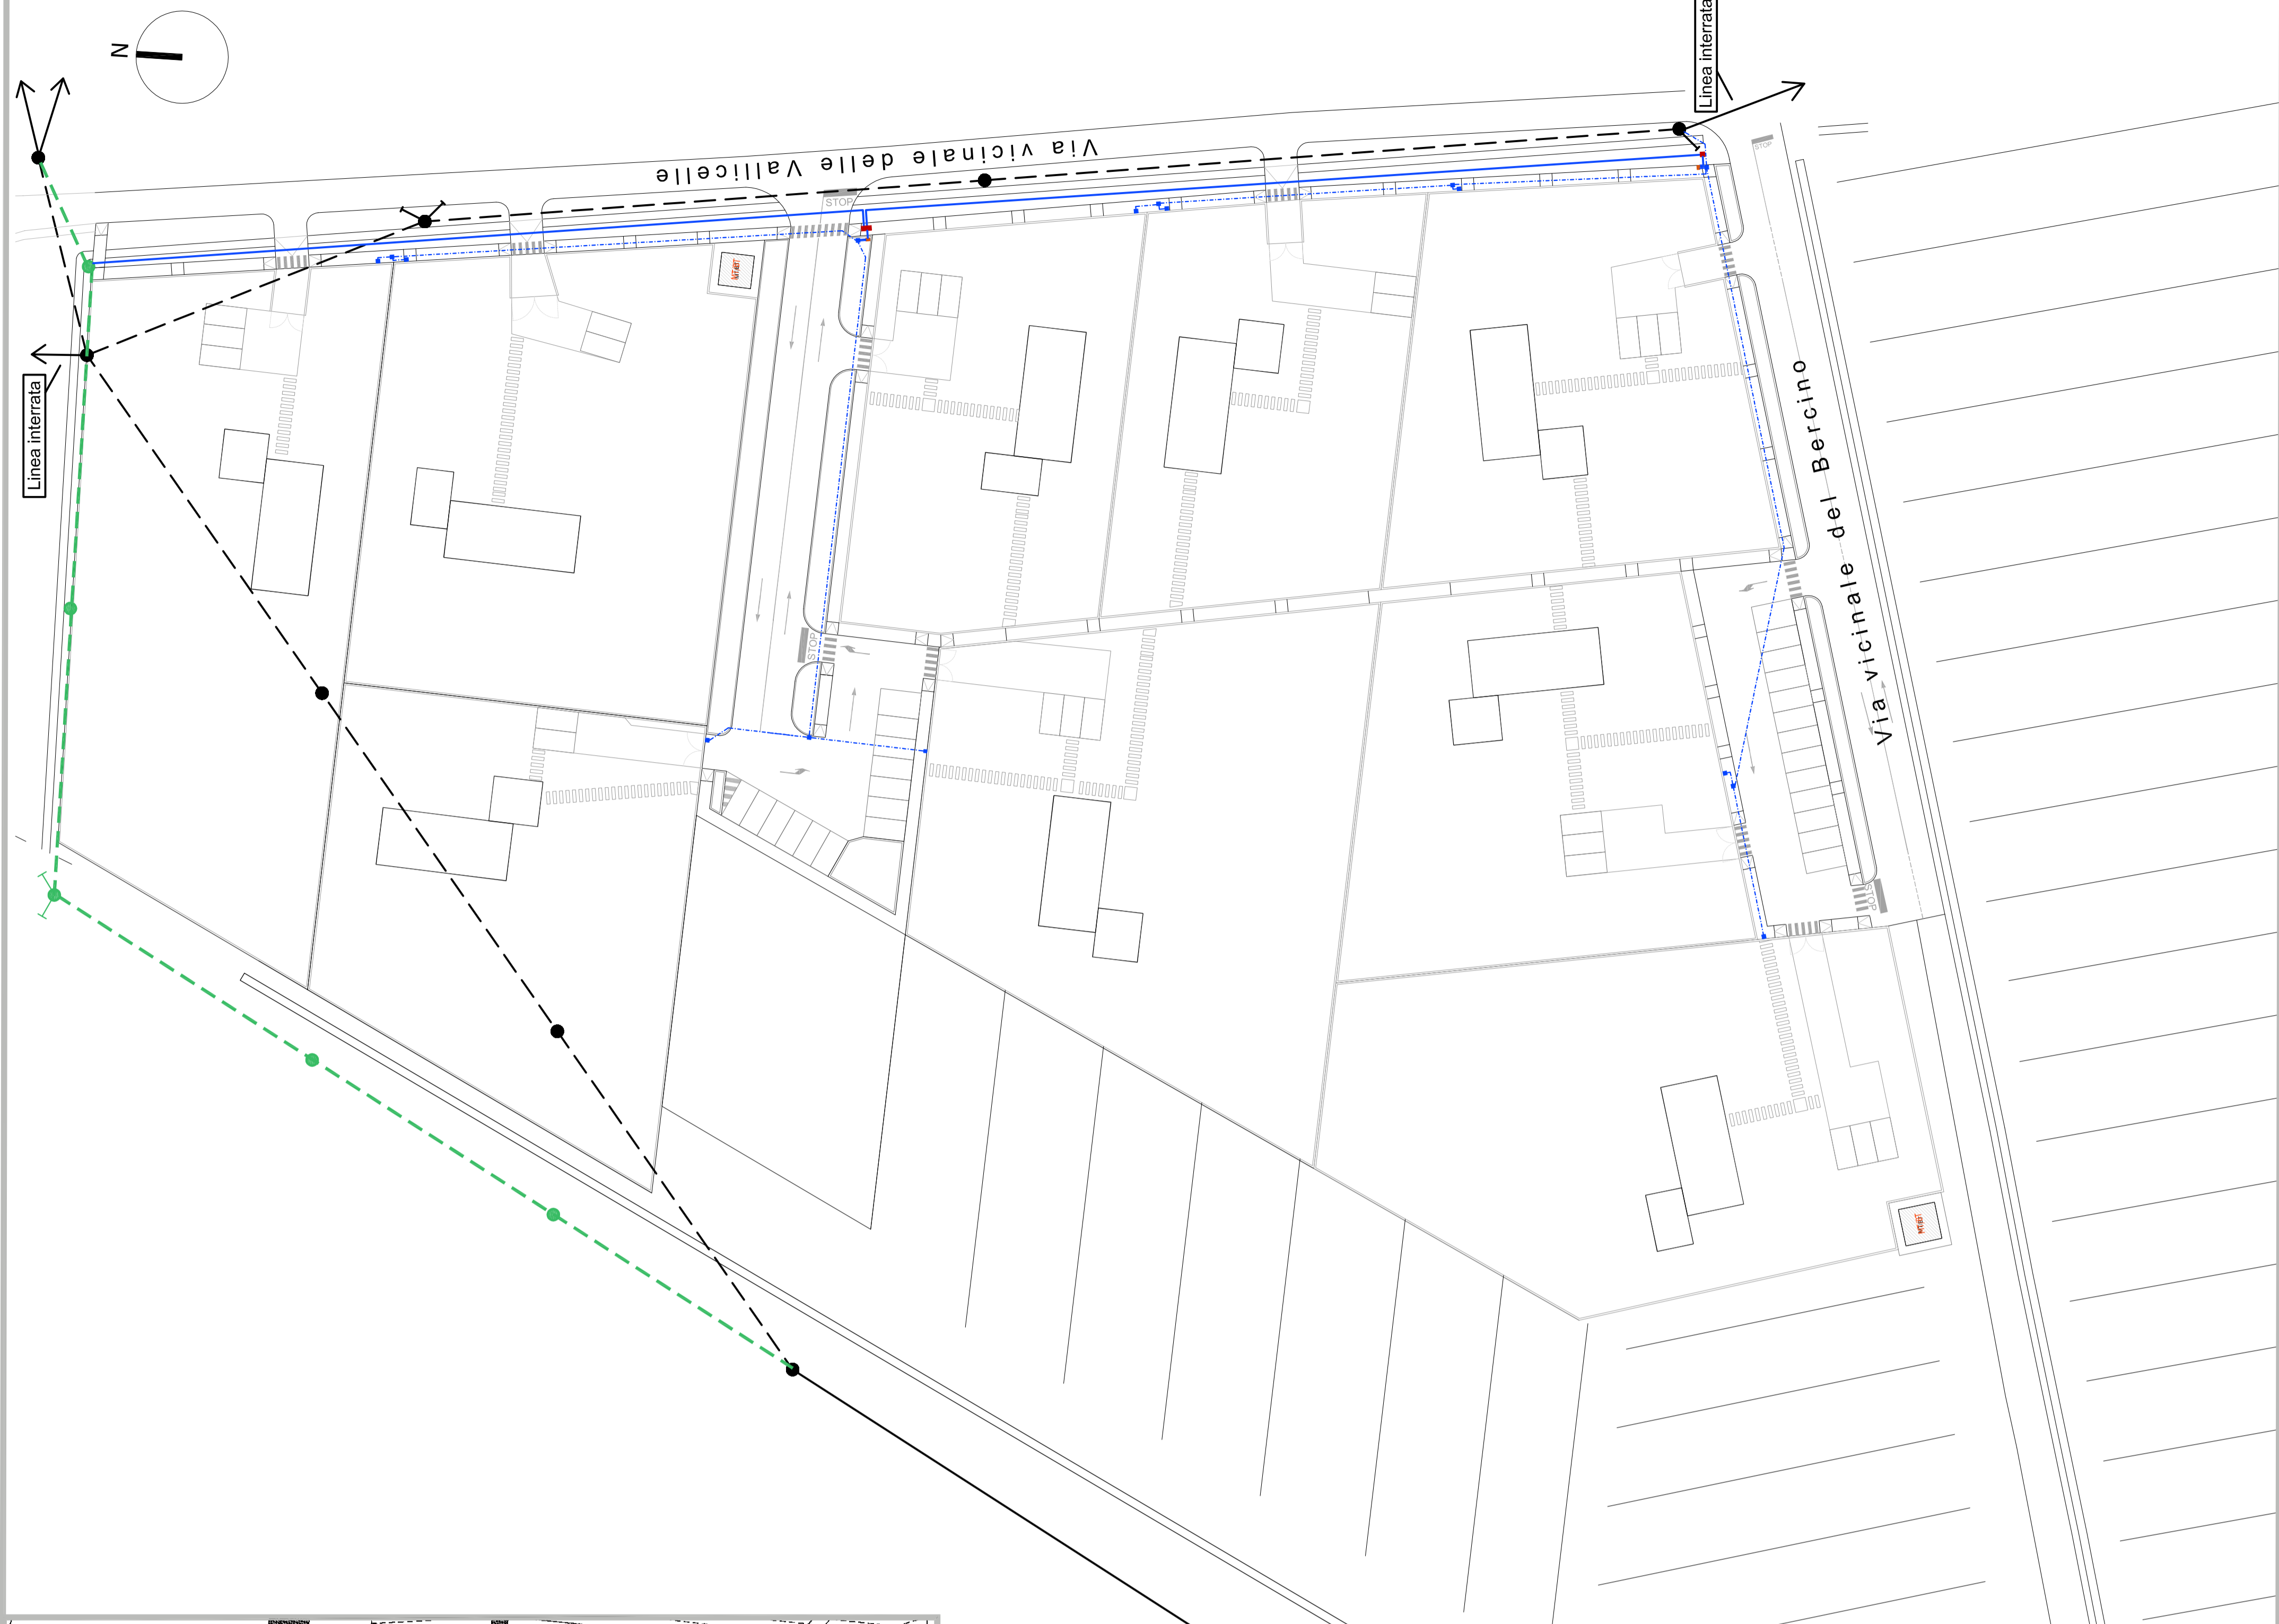 N
Linea interrata
Via vicinale delle Vallicelle
STOP
STOP
Linea interrata
STOP
Via vicinale del Bercino
STOP